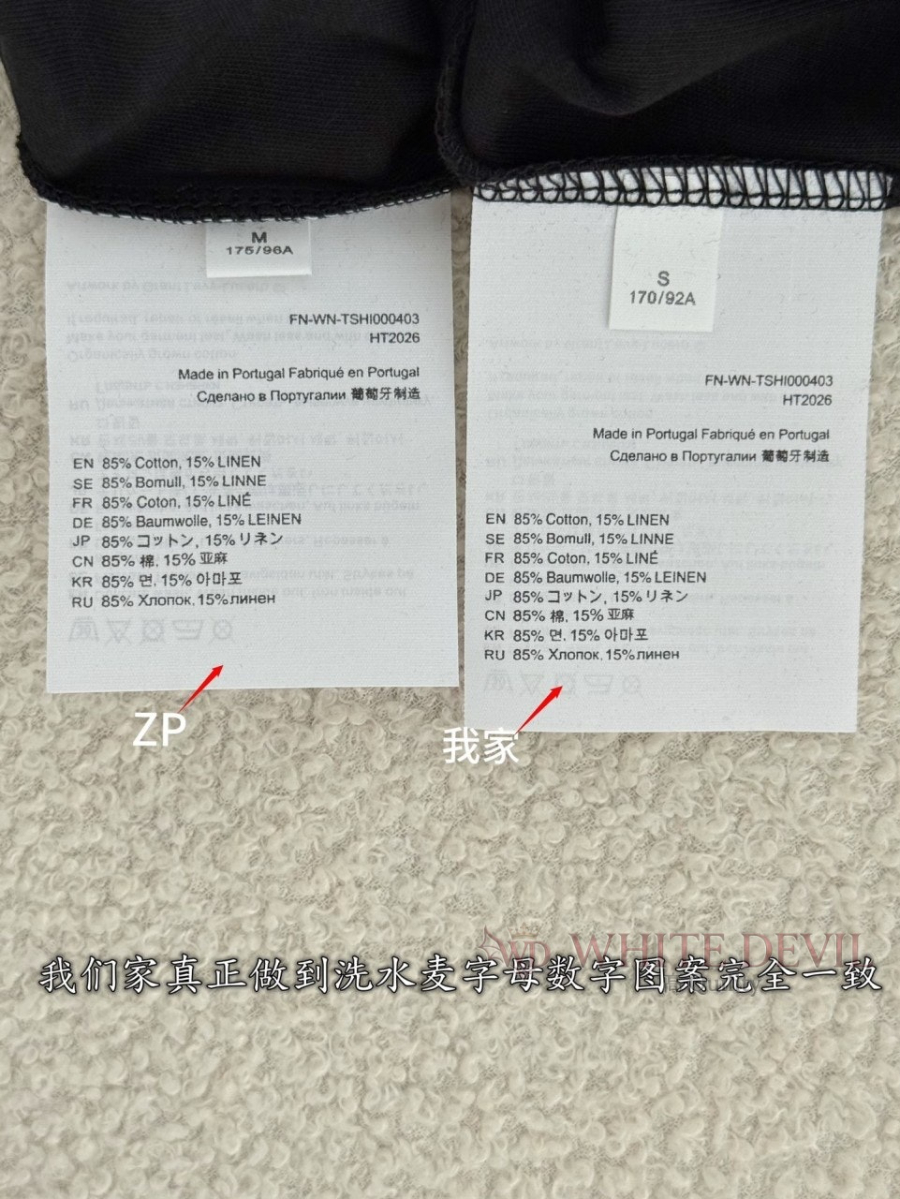 M
175/96A
FN-WN-TSHI000403
HT2026
Made in Portugal Fabriqué en Portugal
Сделано в Португалии 葡萄牙制造
EN 85% Cotton, 15% LINEN
SE 85% Bomull, 15% LINNE
FR 85% Coton, 15% LINÉ
DE 85% Baumwolle, 15% LEINEN
JP 85% コットン, 15% リネン
CN 85% 棉, 15% 亚麻
KR 85% 면, 15% 아마포
RU 85% Хлопок, 15% линен
ZP
S
170/92A
FN-WN-TSHI000403
HT2026
Made in Portugal Fabriqué en Portugal
Сделано в Португалии 葡萄牙制造
EN 85% Cotton, 15% LINEN
SE 85% Bomull, 15% LINNE
FR 85% Coton, 15% LINÉ
DE 85% Baumwolle, 15% LEINEN
JP 85% コットン, 15% リネン
CN 85% 棉, 15% 亚麻
KR 85% 면, 15% 아마포
RU 85% Хлопок, 15% линен
我家
WD WHITE DEVIL
我们家真正做到洗水麦字母数字图案完全一致